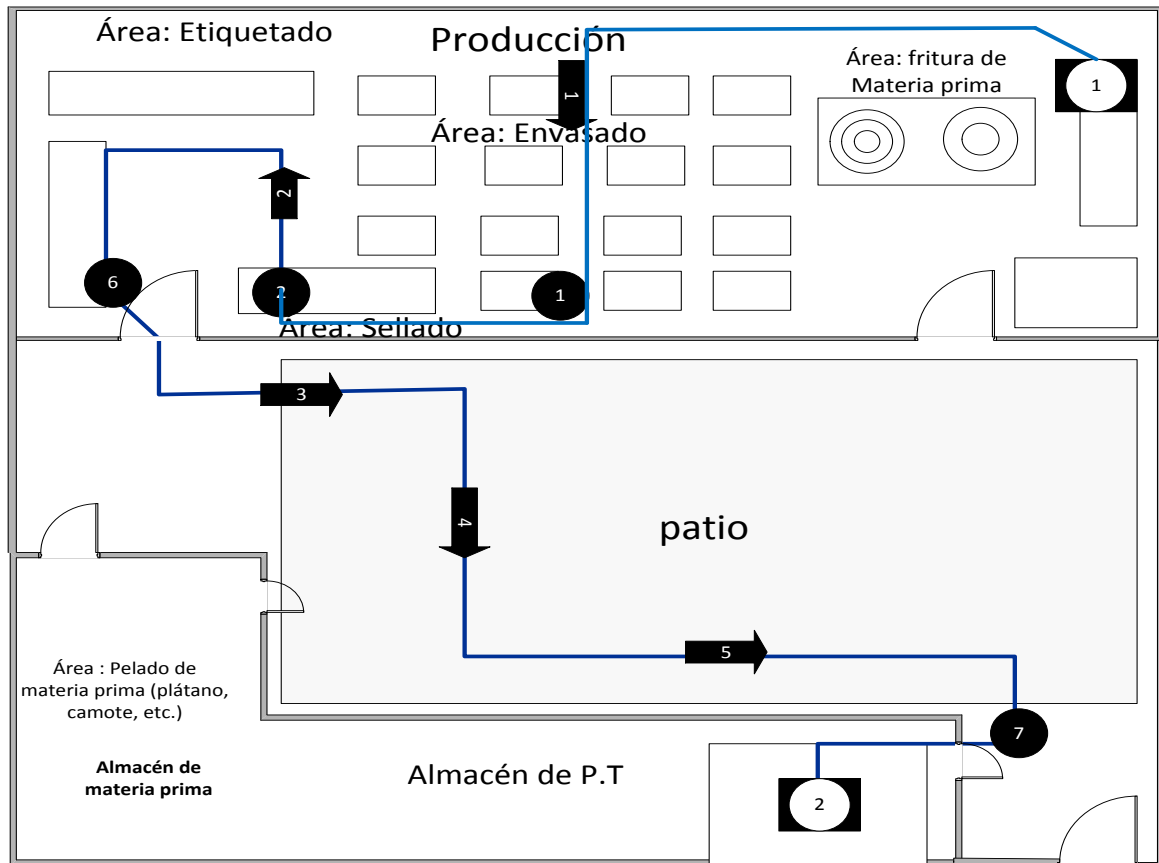 Área: Etiquetado
Producción
Área: fritura de
Materia prima
1
1
Área: Envasado
2
6
2
1
Área: Sellado
3
4
patio
5
Área : Pelado de
materia prima (plátano,
camote, etc.)
7
Almacén de
materia prima
Almacén de P.T
2